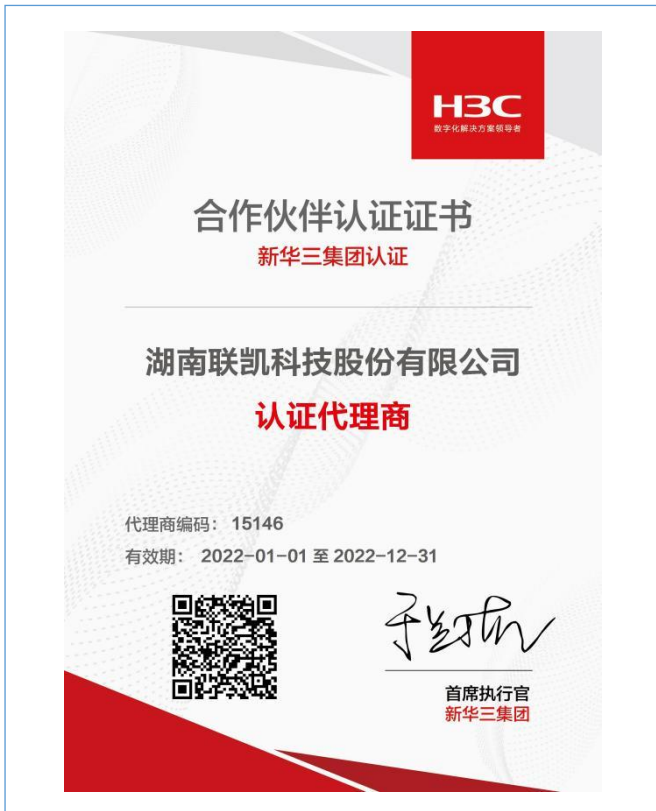 H3C
数字化解决方案领导者
合作伙伴认证证书
新华三集团认证
湖南联凯科技股份有限公司
认证代理商
代理商编码： 15146
有效期： 2022-01-01 至 2022-12-31
首席执行官
新华三集团